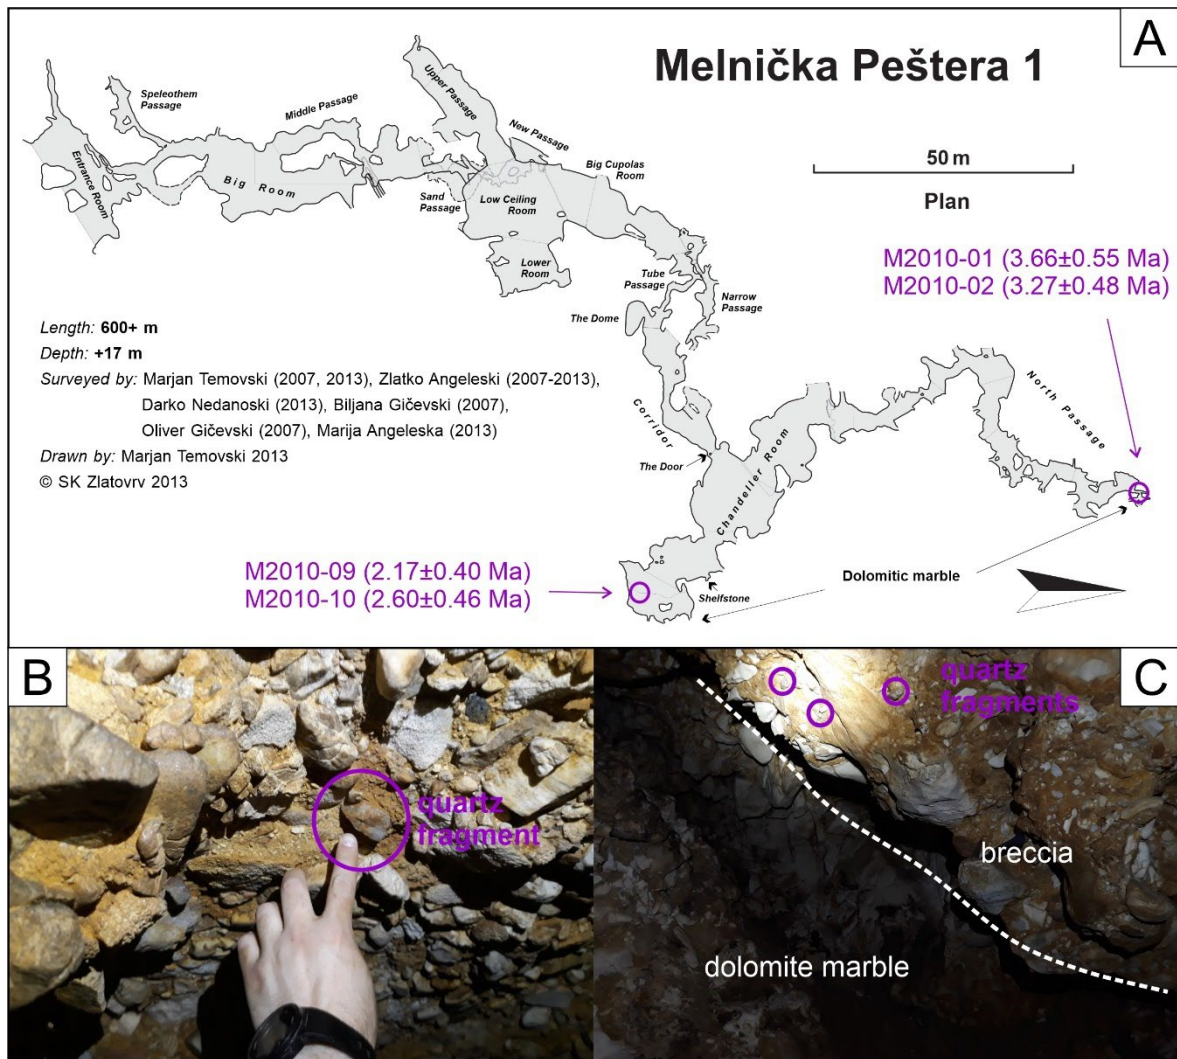 A
Melnička Peštera 1
Speleothem
Passage
Middle Passage
Upper Passage
New Passage
Big Cupolas
Room
50 m
Plan
Entrance Room
Big Room
Sand
Passage
Low Ceiling
Room
Lower
Room
Tube
Passage
Narrow
Passage
The Dome
M2010-01 (3.66±0.55 Ma)
M2010-02 (3.27±0.48 Ma)
Length: 600+ m
Depth: +17 m
Surveyed by: Marjan Temovski (2007, 2013), Zlatko Angeleski (2007-2013),
Darko Nedanoski (2013), Biljana Gičevski (2007),
Oliver Gičevski (2007), Marija Angeleska (2013)
Drawn by: Marjan Temovski 2013
© SK Zlatovrv 2013
Corridor
The Door
Chandeller Room
North Passage
M2010-09 (2.17±0.40 Ma)
M2010-10 (2.60±0.46 Ma)
Shelfstone
Dolomitic marble
B
quartz
fragment
C
quartz
fragments
breccia
dolomite marble